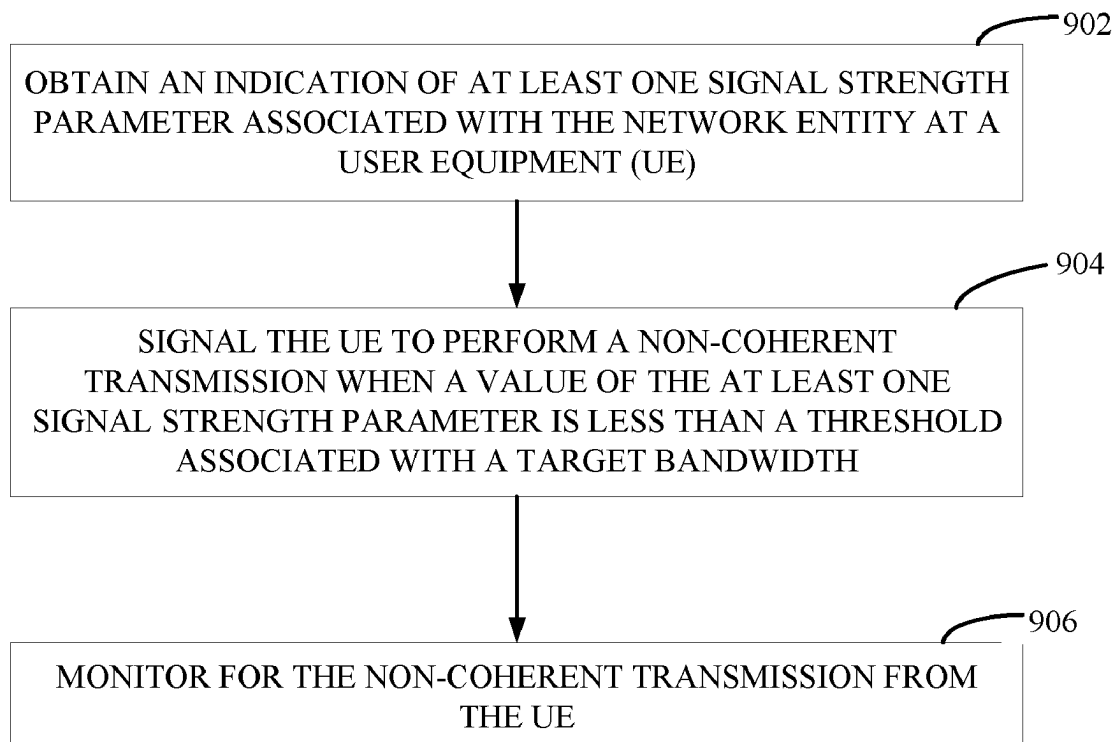 902
OBTAIN AN INDICATION OF AT LEAST ONE SIGNAL STRENGTH
PARAMETER ASSOCIATED WITH THE NETWORK ENTITY AT A
USER EQUIPMENT (UE)
904
SIGNAL THE UE TO PERFORM A NON-COHERENT
TRANSMISSION WHEN A VALUE OF THE AT LEAST ONE
SIGNAL STRENGTH PARAMETER IS LESS THAN A THRESHOLD
ASSOCIATED WITH A TARGET BANDWIDTH
906
MONITOR FOR THE NON-COHERENT TRANSMISSION FROM
THE UE